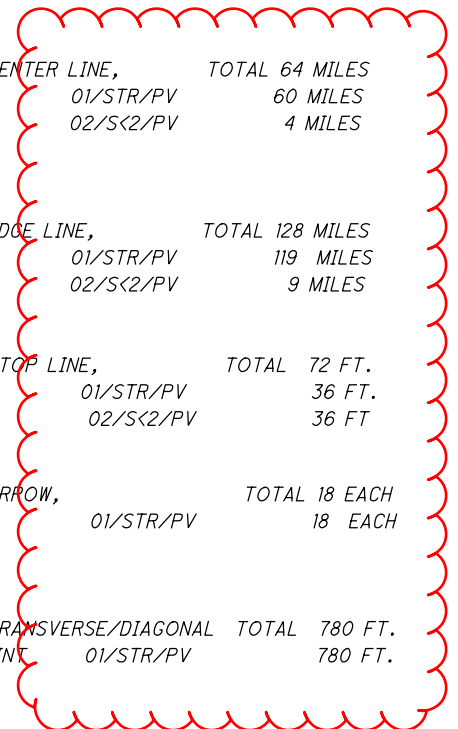 ENTER LINE, TOTAL 64 MILES
01/STR/PV 60 MILES
02/S<2/PV 4 MILES
DGE LINE, TOTAL 128 MILES
01/STR/PV 119 MILES
02/S<2/PV 9 MILES
TOP LINE, TOTAL 72 FT.
01/STR/PV 36 FT.
02/S<2/PV 36 FT
RROW, TOTAL 18 EACH
01/STR/PV 18 EACH
RANSVERSE/DIAGONAL TOTAL 780 FT.
INT 01/STR/PV 780 FT.